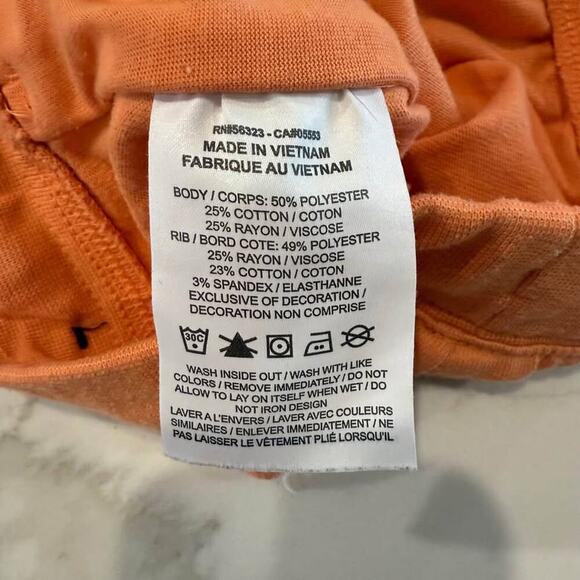 RN#56323 - CA#05553
MADE IN VIETNAM
FABRIQUE AU VIETNAM
BODY / CORPS: 50% POLYESTER
25% COTTON / COTON
25% RAYON / VISCOSE
RIB / BORD COTE: 49% POLYESTER
25% RAYON / VISCOSE
23% COTTON / COTON
3% SPANDEX / ELASTHANNE
EXCLUSIVE OF DECORATION /
DECORATION NON COMPRISE
30C
WASH INSIDE OUT / WASH WITH LIKE
COLORS / REMOVE IMMEDIATELY / DO NOT
ALLOW TO LAY ON ITSELF WHEN WET / DO
NOT IRON DESIGN
LAVER A L'ENVERS / LAVER AVEC COULEURS
SIMILAIRES / ENLEVER IMMEDIATEMENT / NE
PAS LAISSER LE VÊTEMENT PLIÉ LORSQU'IL